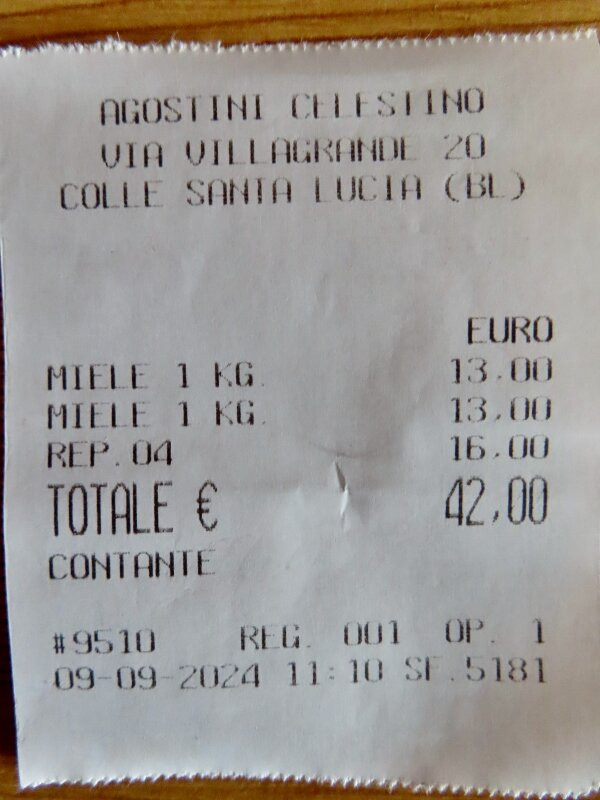 AGOSTINI CELESTINO
VIA VILLAGRANDE 20
COLLE SANTA LUCIA (BL)
EURO
MIELE 1 KG. 13,00
MIELE 1 KG. 13,00
REP.04 16,00
TOTALE € 42,00
CONTANTE
#9510 REG. 001 OP. 1
09-09-2024 11:10 SF.5181